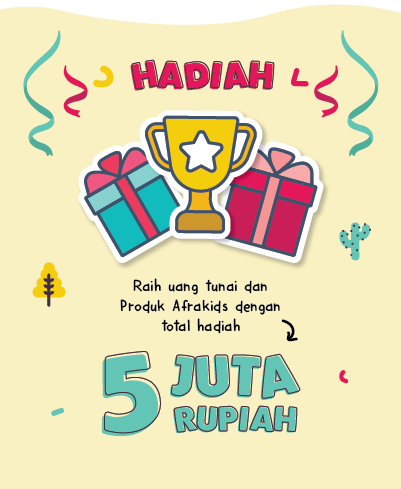 HADIAH
Raih uang tunai dan
Produk Afrakids dengan
total hadiah
5 JUTA
RUPIAH